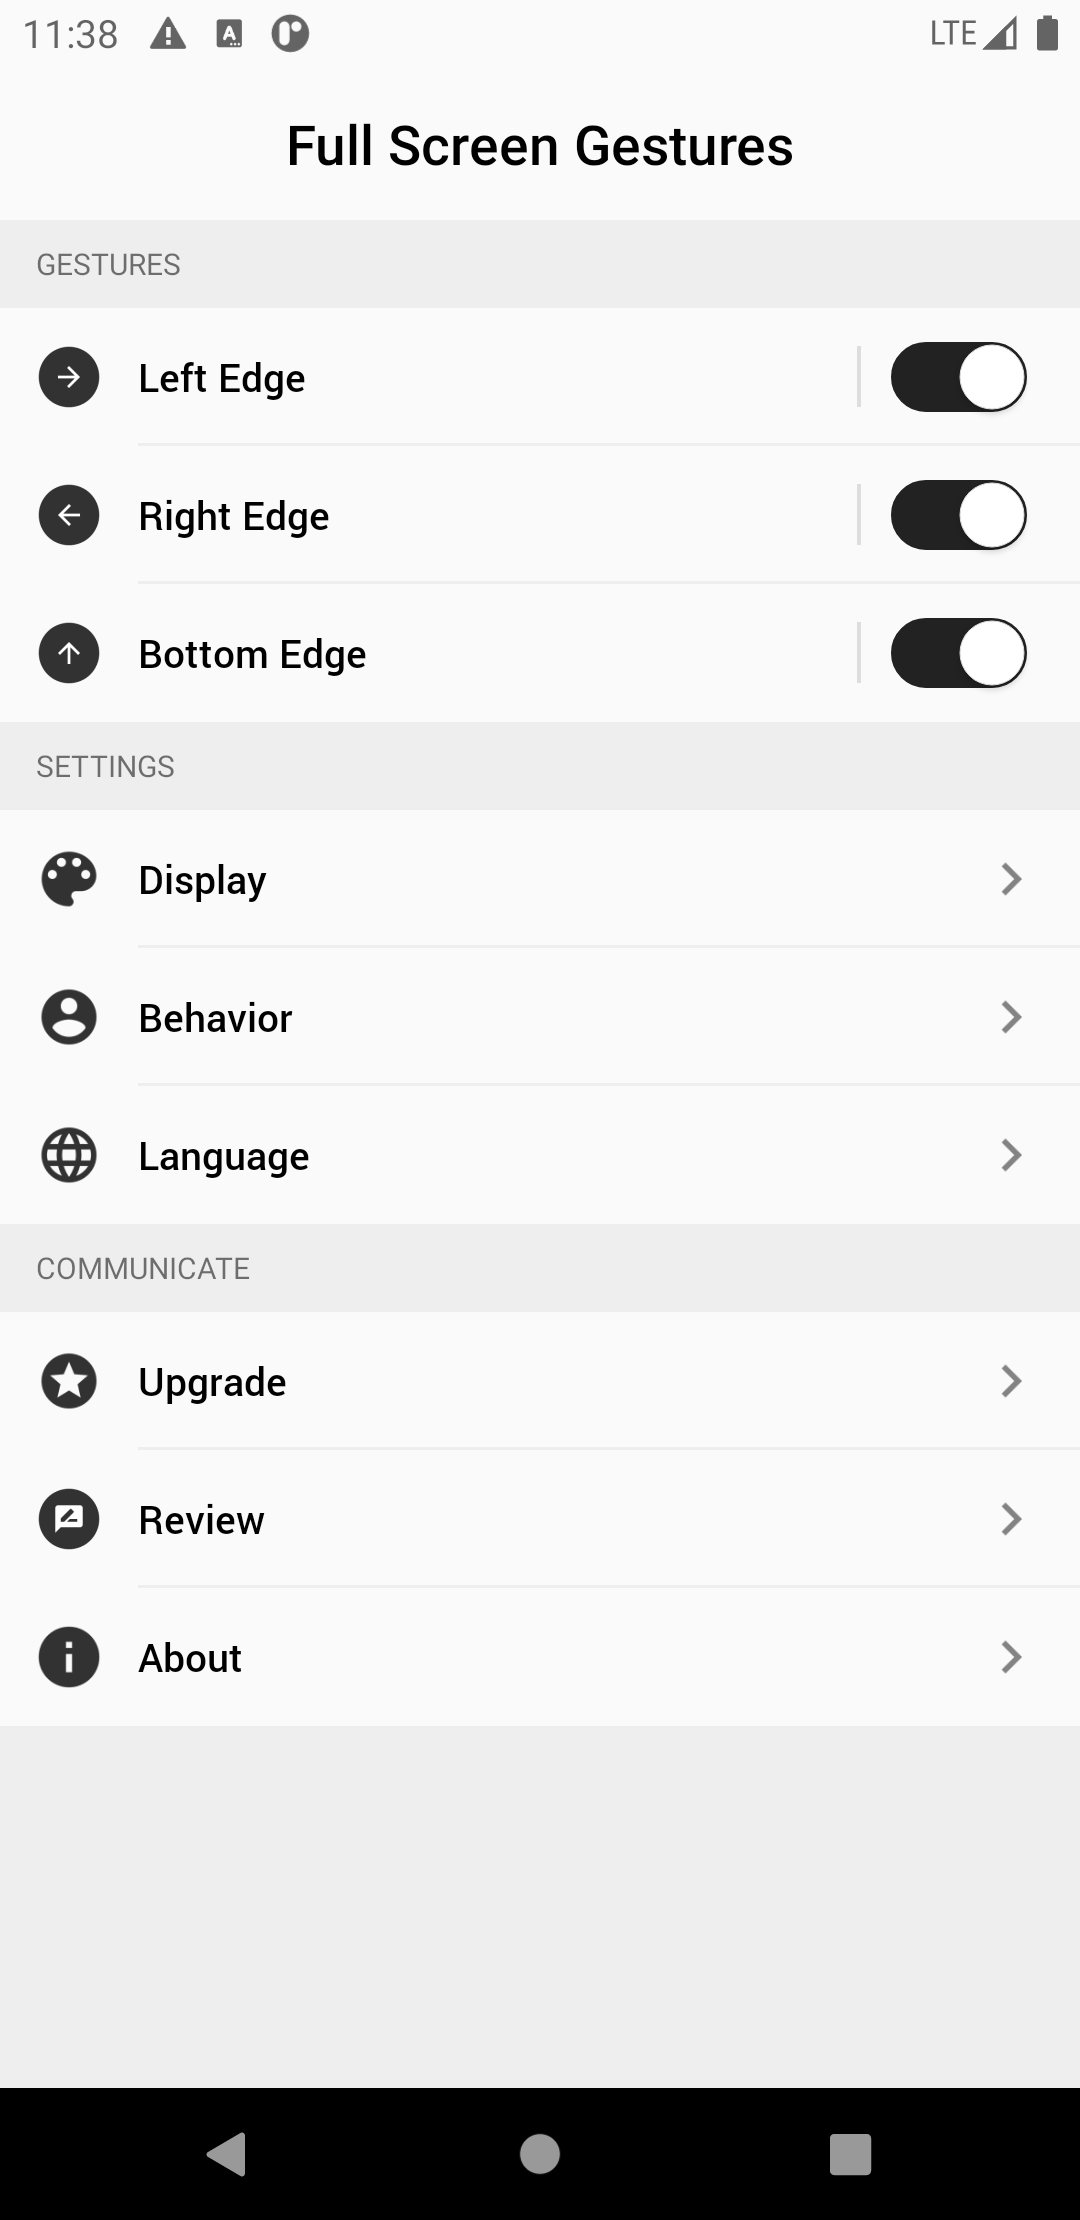 11:38
LTE
Full Screen Gestures
GESTURES
Left Edge
Right Edge
Bottom Edge
SETTINGS
Display
Behavior
Language
COMMUNICATE
Upgrade
Review
About